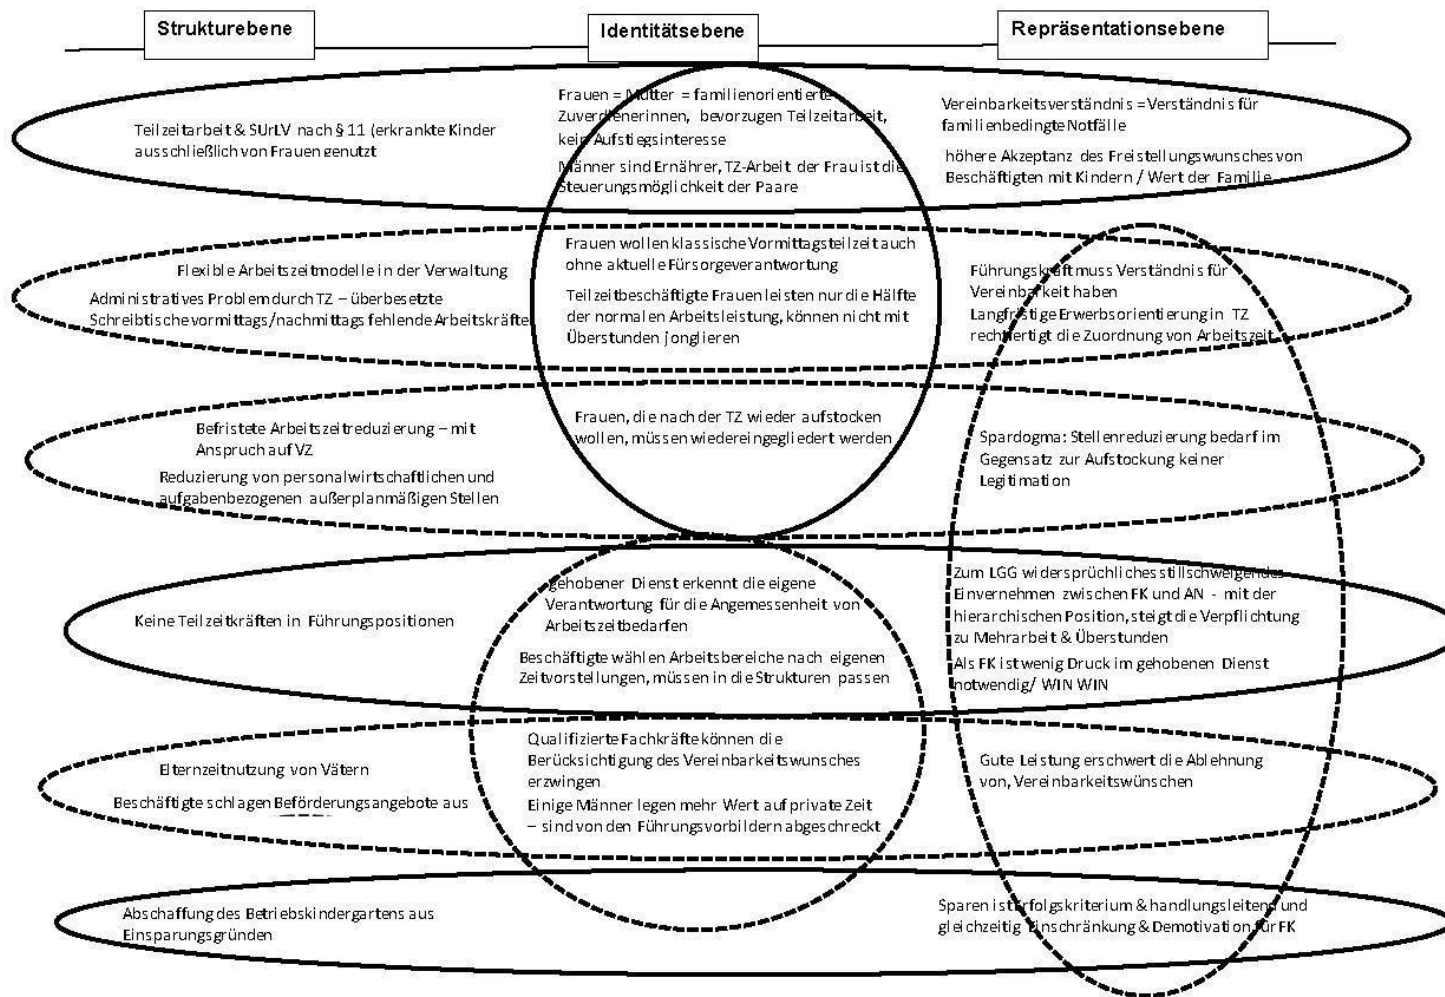 Strukturebene
Identitätsebene
Repräsentationsebene
Teilzeitarbeit & SUrLV nach § 11 (erkrankte Kinder
ausschließlich von Frauen genutzt
Frauen = Mütter = familienorientierte
Zuverdienerinnen, bevorzugen Teilzeitarbeit,
kein Aufstiegsinteresse
Männer sind Ernährer, TZ-Arbeit der Frau ist die
Steuerungsmöglichkeit der Paare
Vereinbarkeitsverständnis = Verständnis für
familienbedingte Notfälle
höhere Akzeptanz des Freistellungswunsches von
Beschäftigten mit Kindern / Wert der Familie
Flexible Arbeitszeitmodelle in der Verwaltung
Administratives Problem durch TZ – überbesetzte
Schreibtische vormittags/nachmittags fehlende Arbeitskräfte
Frauen wollen klassische Vormittagsteilzeit auch
ohne aktuelle Fürsorgeverantwortung
Teilzeitbeschäftigte Frauen leisten nur die Hälfte
der normalen Arbeitsleistung, können nicht mit
Überstunden jonglieren
Führungskraft muss Verständnis für
Vereinbarkeit haben
Langfristige Erwerbsorientierung in TZ
rechtfertigt die Zuordnung von Arbeitszeit
Befristete Arbeitszeitreduzierung – mit
Anspruch auf VZ
Reduzierung von personalwirtschaftlichen und
aufgabenbezogenen außerplanmäßigen Stellen
Frauen, die nach der TZ wieder aufstocken
wollen, müssen wiedereingegliedert werden
Spardogma: Stellenreduzierung bedarf im
Gegensatz zur Aufstockung keiner
Legitimation
Keine Teilzeitkräften in Führungspositionen
gehobener Dienst erkennt die eigene
Verantwortung für die Angemessenheit von
Arbeitszeitbedarfen
Beschäftigte wählen Arbeitsbereiche nach eigenen
Zeitvorstellungen, müssen in die Strukturen passen
Zum LGG widersprüchliches stillschweigendes
Einvernehmen zwischen FK und AN - mit der
hierarchischen Position, steigt die Verpflichtung
zu Mehrarbeit & Überstunden
Als FK ist wenig Druck im gehobenen Dienst
notwendig/ WIN WIN
Elternzeitnutzung von Vätern
Beschäftigte schlagen Beförderungsangebote aus
Qualifizierte Fachkräfte können die
Berücksichtigung des Vereinbarkeitswunsches
erzwingen
Einige Männer legen mehr Wert auf private Zeit
– sind von den Führungsvorbildern abgeschreckt
Gute Leistung erschwert die Ablehnung
von, Vereinbarkeitswünschen
Abschaffung des Betriebskindergartens aus
Einsparungsgründen
Sparen ist Erfolgskriterium & handlungsleitend und
gleichzeitig Einschränkung & Demotivation für FK